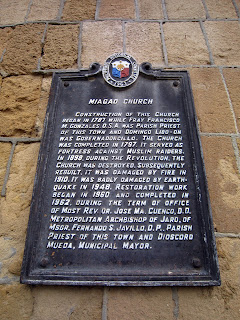 MIAGAO CHURCH
CONSTRUCTION OF THIS CHURCH
BEGAN IN 1787 WHILE FRAY FRANCISCO
M. GONZALES O.S.A. WAS PARISH PRIEST
OF THIS TOWN AND DOMINGO LIBO-ON
WAS GOBERNADORCILLO. THE CHURCH
WAS COMPLETED IN 1797. IT SERVED AS
FORTRESS AGAINST MUSLIM RAIDERS.
IN 1898, DURING THE REVOLUTION, THE
CHURCH WAS DESTROYED. SUBSEQUENTLY
REBUILT, IT WAS DAMAGED BY FIRE IN
1910. IT WAS BADLY DAMAGED BY EARTH-
QUAKE IN 1948. RESTORATION WORK
BEGAN IN 1960 AND COMPLETED IN
1962, DURING THE TERM OF OFFICE
OF MOST REV. DR. JOSE MA. CUENCO, D.D.
METROPOLITAN ARCHBISHOP OF JARO, OF
MSGR. FERNANDO S. JAVILLO, D.P., PARISH
PRIEST OF THIS TOWN AND DIOSCORO
MUEDA, MUNICIPAL MAYOR.